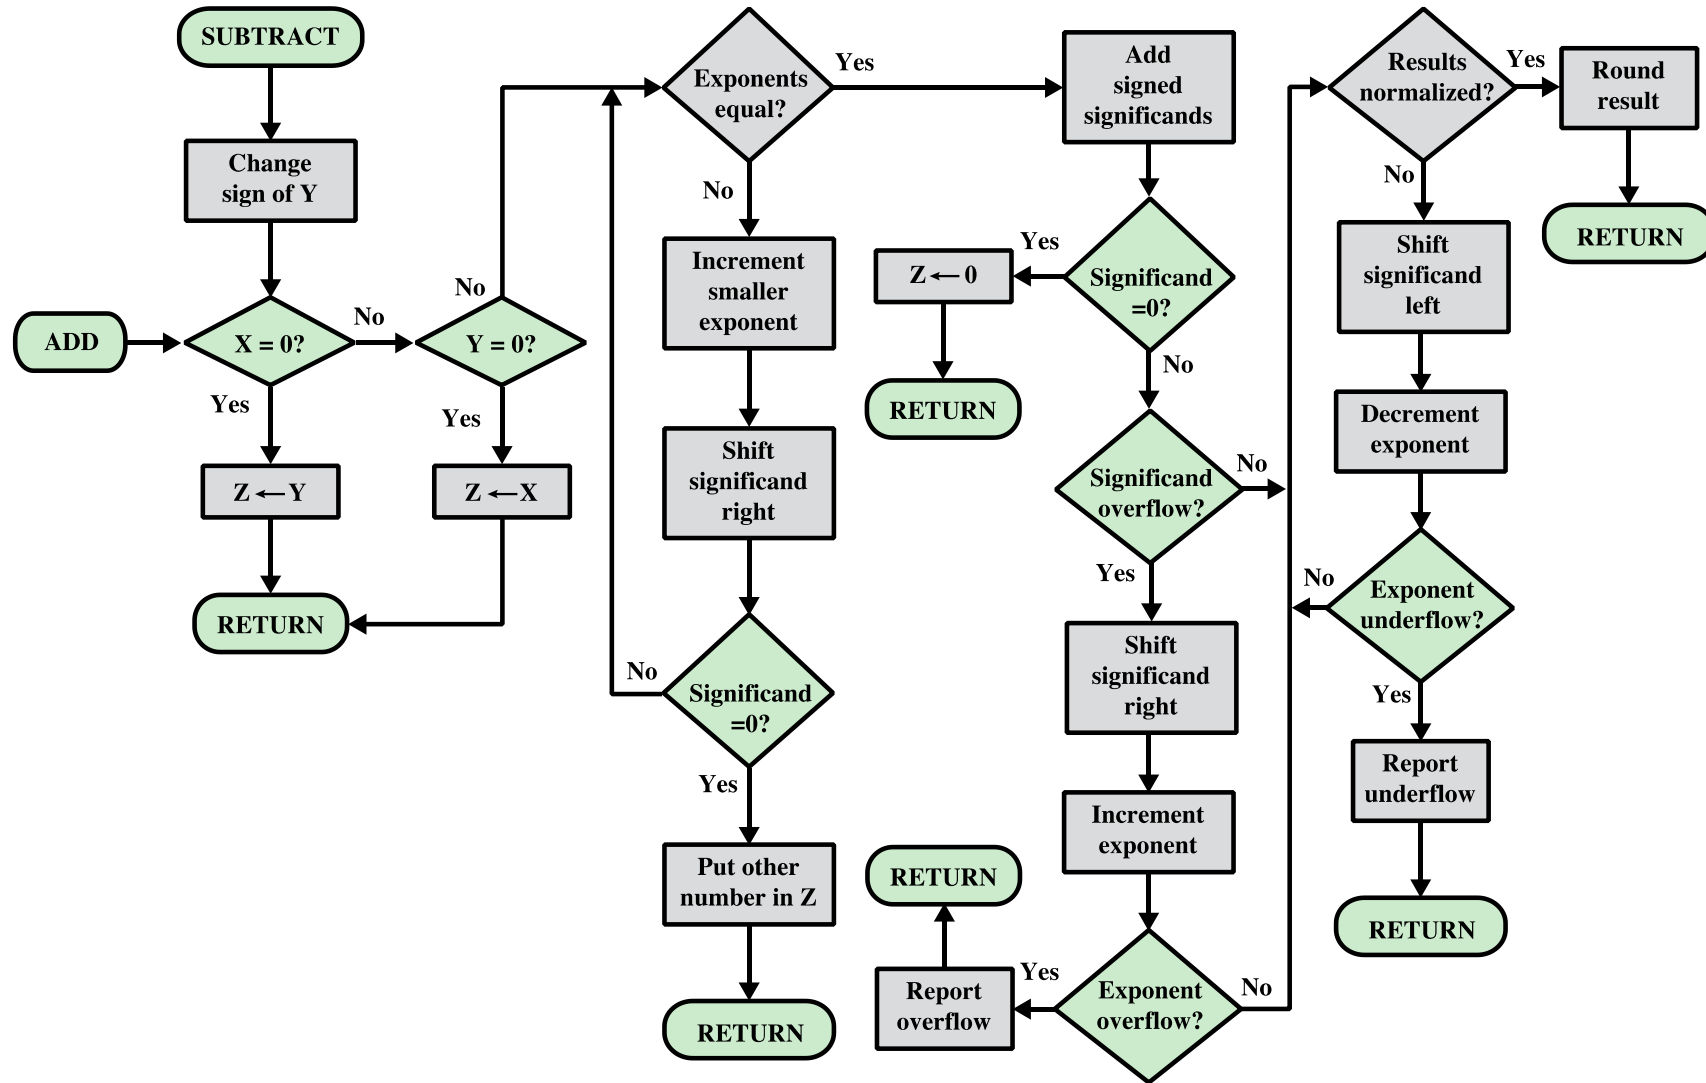 SUBTRACT
Change
sign of Y
ADD
X = 0?
No
Yes
Z ← Y
RETURN
Y = 0?
No
Yes
Z ← X
Exponents
equal?
Yes
No
Increment
smaller
exponent
Shift
significand
right
Significand
=0?
No
Yes
Put other
number in Z
RETURN
Add
signed
significands
Significand
=0?
Yes
Z ← 0
RETURN
No
Significand
overflow?
No
Yes
Shift
significand
right
Increment
exponent
Exponent
overflow?
Yes
Report
overflow
RETURN
No
Results
normalized?
Yes
Round
result
RETURN
No
Shift
significand
left
Decrement
exponent
Exponent
underflow?
No
Yes
Report
underflow
RETURN